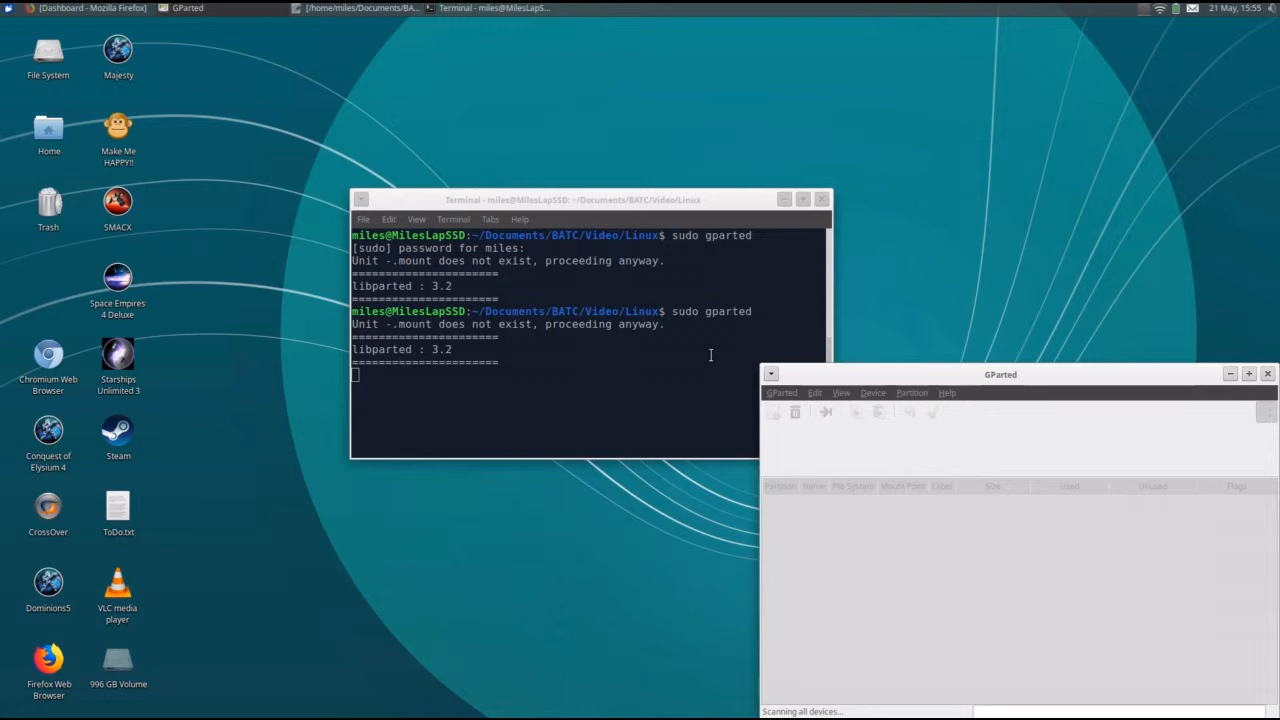 [Dashboard - Mozilla Firefox]
GParted
[/home/miles/Documents/BA...
Terminal - miles@MilesLapS...
21 May, 15:55
File System
Majesty
Home
Make Me
HAPPY!!
Trash
SMACX
Space Empires
4 Deluxe
Chromium Web
Browser
Starships
Unlimited 3
Conquest of
Elysium 4
Steam
CrossOver
ToDo.txt
Dominions5
VLC media
player
Firefox Web
Browser
996 GB Volume
Terminal - miles@MilesLapSSD: ~/Documents/BATC/Video/Linux
File Edit View Terminal Tabs Help
miles@MilesLapSSD:~/Documents/BATC/Video/Linux$ sudo gparted
[sudo] password for miles:
Unit -.mount does not exist, proceeding anyway.
======================
libparted : 3.2
======================
miles@MilesLapSSD:~/Documents/BATC/Video/Linux$ sudo gparted
Unit -.mount does not exist, proceeding anyway.
======================
libparted : 3.2
======================
GParted
GParted Edit View Device Partition Help
Partition Name File System Mount Point Label Size Used Unused Flags
Scanning all devices...